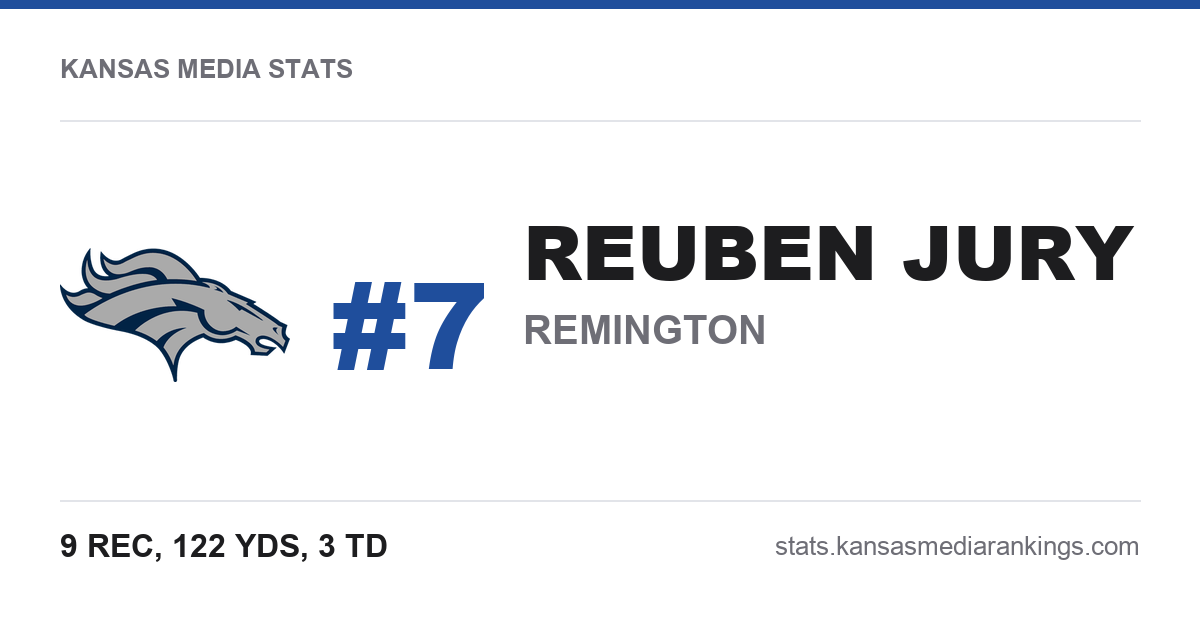 KANSAS MEDIA STATS
#7
REUBEN JURY
REMINGTON
9 REC, 122 YDS, 3 TD
stats.kansasmediarankings.com